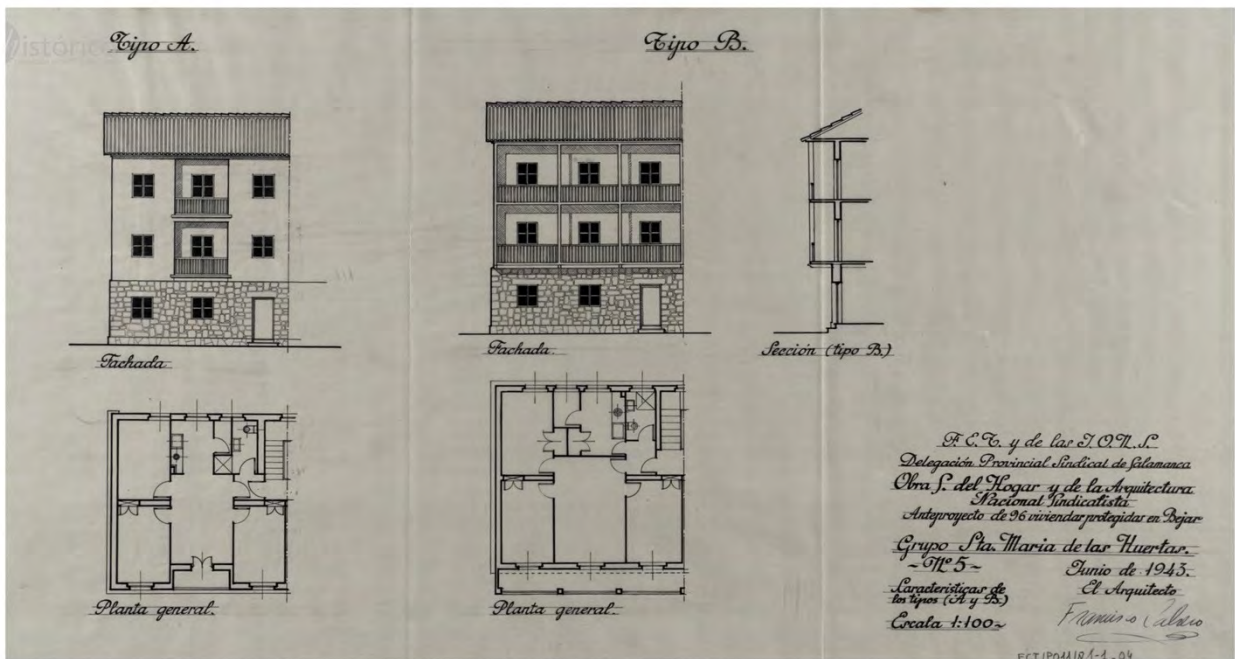 histórico
Tipo A.
Tipo B.
Fachada
Fachada.
Sección (tipo B.)
Planta general.
Planta general.
F.E.T. y de las J.O.N.S.
Delegación Provincial Sindical de Salamanca
Obra S. del Hogar y de la Arquitectura
Nacional Sindicalista
Anteproyecto de 96 viviendas protegidas en Bejar
Grupo Sta. Maria de las Huertas.
~Nº 5~
Junio de 1943.
Caracteristicas de
los tipos (A y B.)
El Arquitecto
Escala 1:100~
Francisco